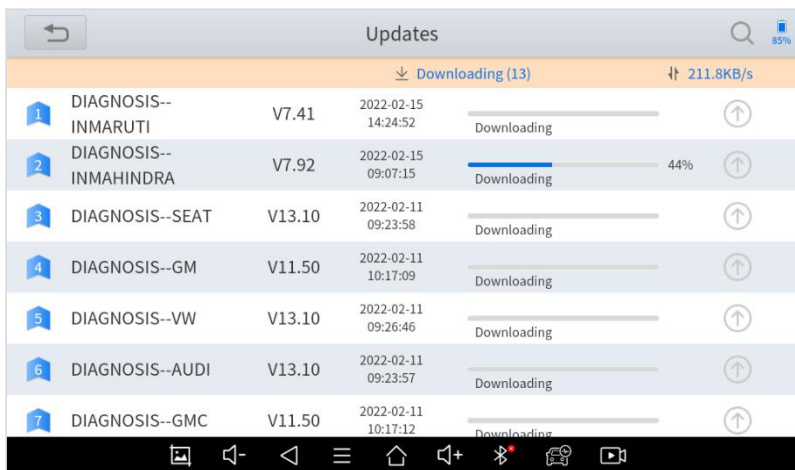 Updates
85%
Downloading (13)
211.8KB/s
1
DIAGNOSIS--
INMARUTI
V7.41
2022-02-15
14:24:52
Downloading
2
DIAGNOSIS--
INMAHINDRA
V7.92
2022-02-15
09:07:15
Downloading
44%
3
DIAGNOSIS--SEAT
V13.10
2022-02-11
09:23:58
Downloading
4
DIAGNOSIS--GM
V11.50
2022-02-11
10:17:09
Downloading
5
DIAGNOSIS--VW
V13.10
2022-02-11
09:26:46
Downloading
6
DIAGNOSIS--AUDI
V13.10
2022-02-11
09:23:57
Downloading
7
DIAGNOSIS--GMC
V11.50
2022-02-11
10:17:12
Downloading